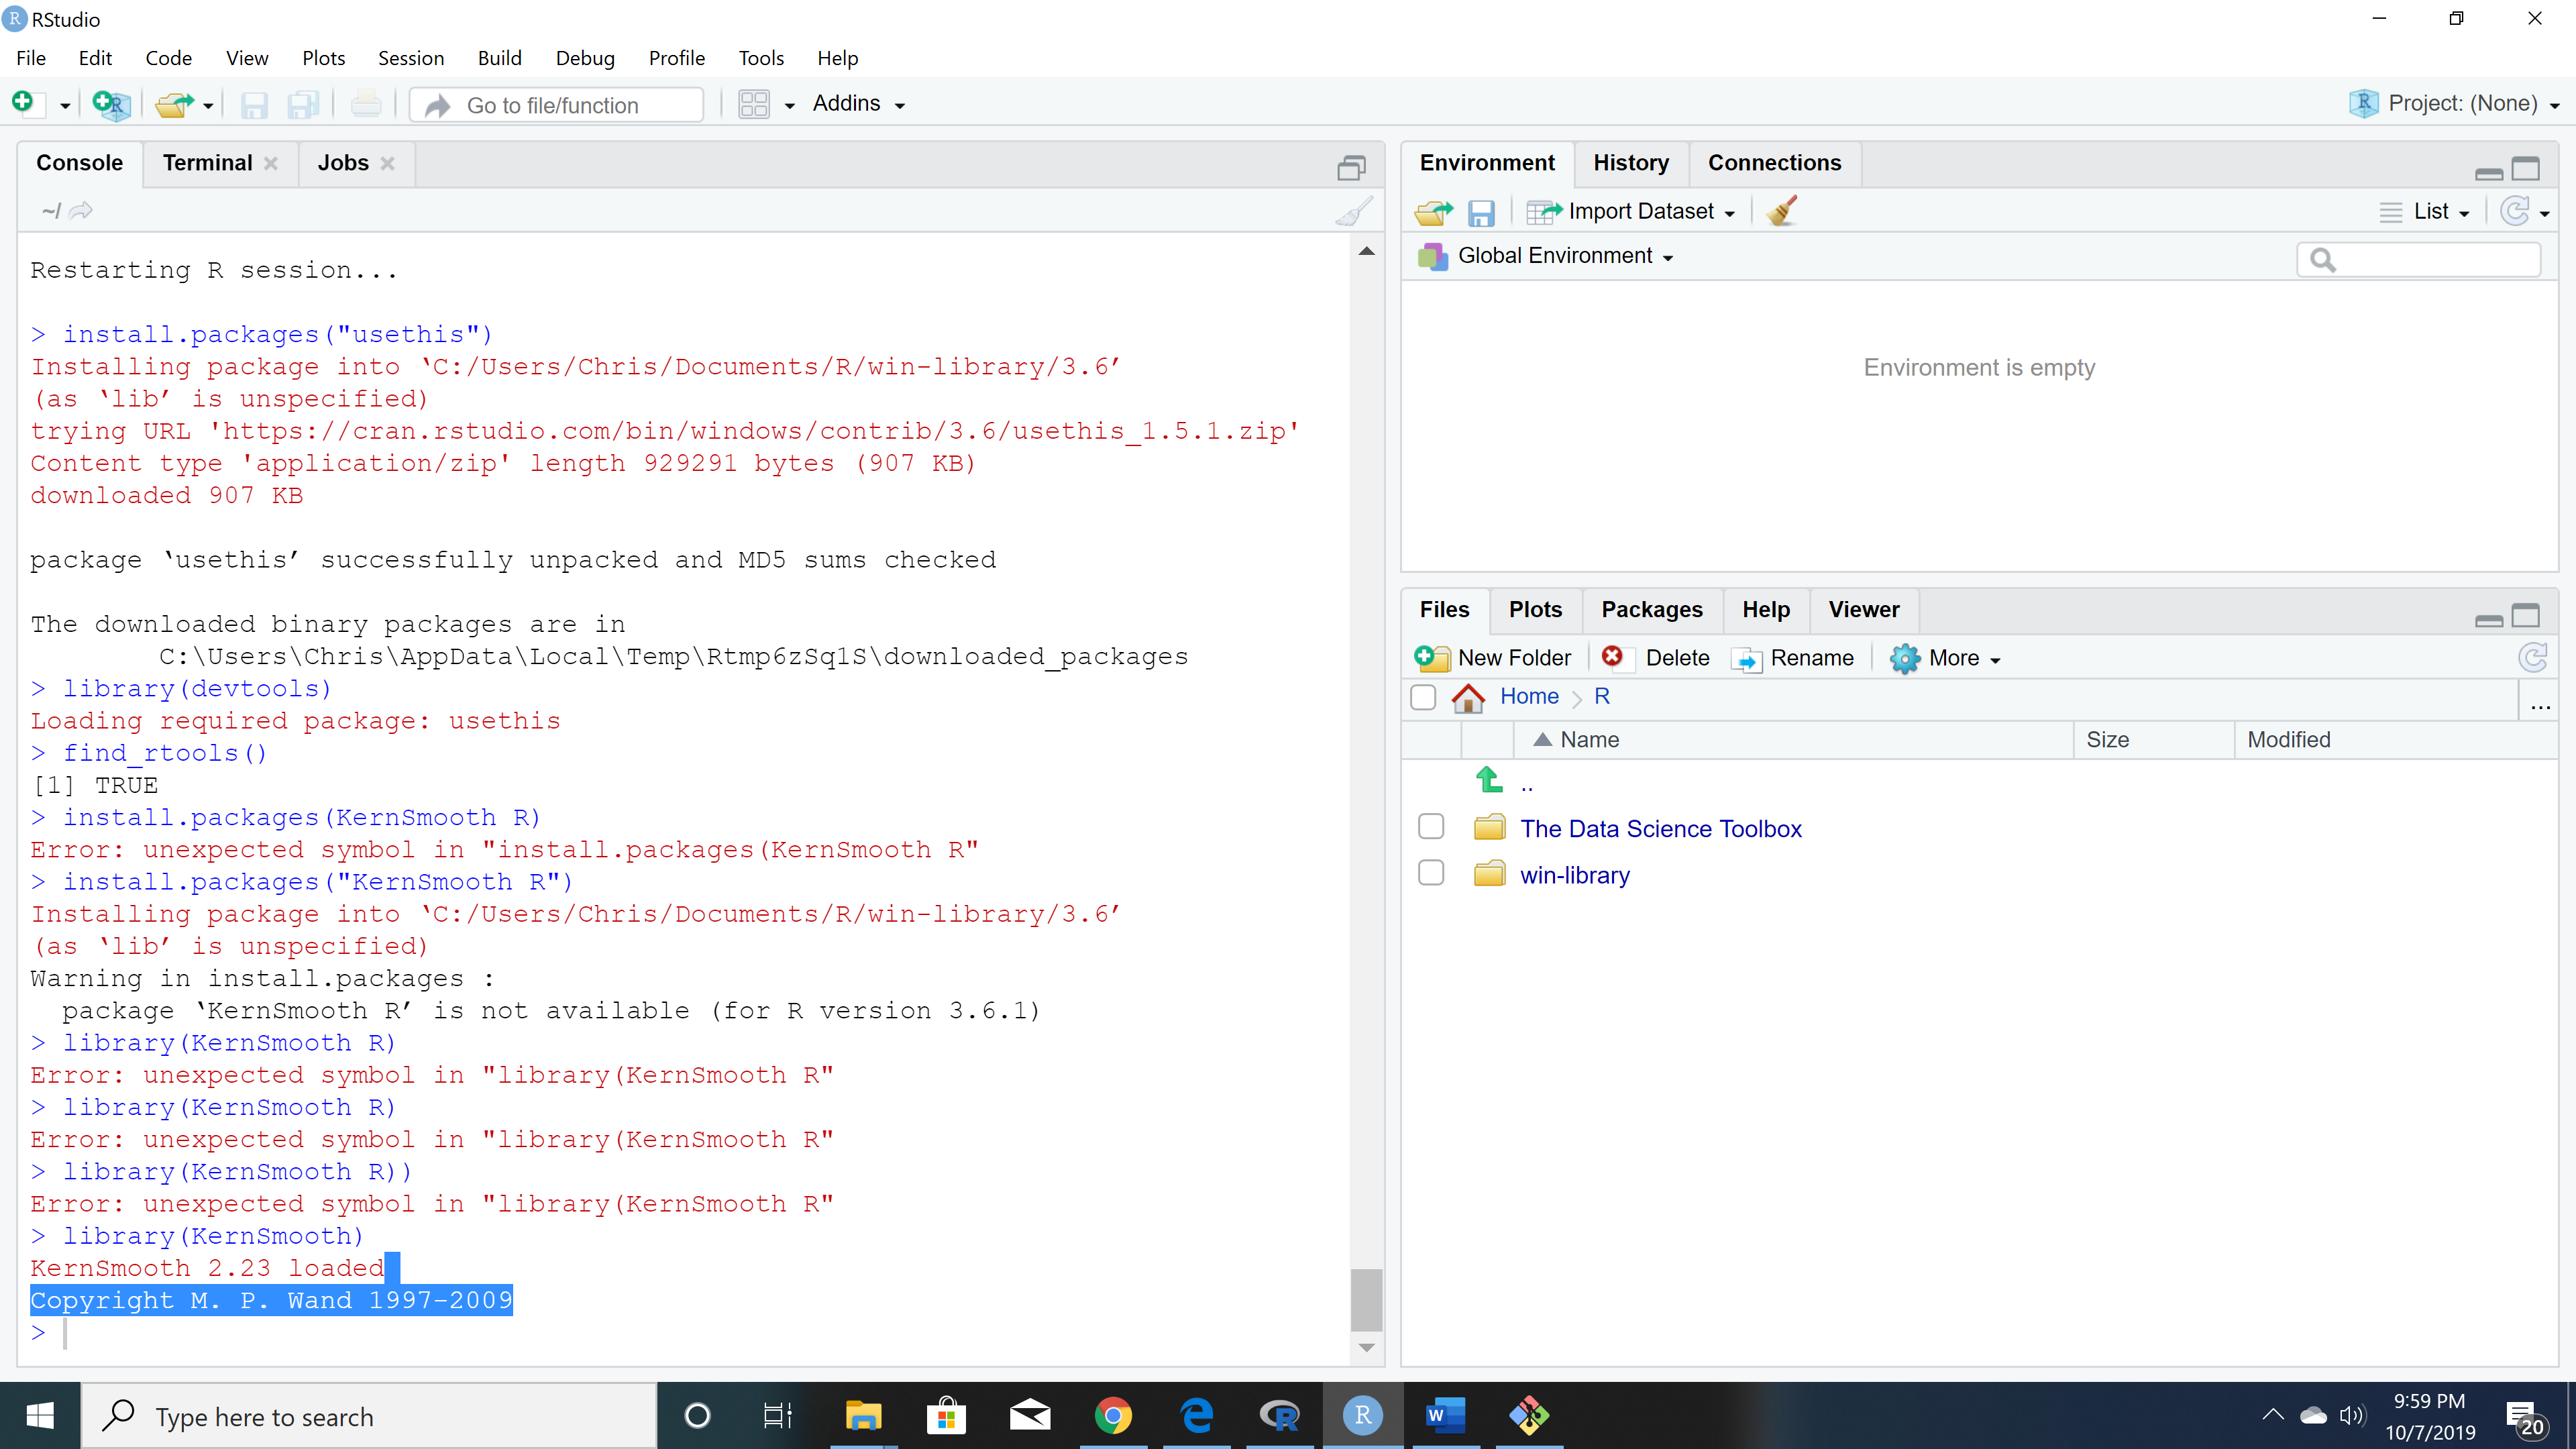 RStudio
File Edit Code View Plots Session Build Debug Profile Tools Help
Go to file/function Addins Project: (None)
Console Terminal Jobs
~/
Restarting R session...
> install.packages("usethis")
Installing package into ‘C:/Users/Chris/Documents/R/win-library/3.6’
(as ‘lib’ is unspecified)
trying URL 'https://cran.rstudio.com/bin/windows/contrib/3.6/usethis_1.5.1.zip'
Content type 'application/zip' length 929291 bytes (907 KB)
downloaded 907 KB
package ‘usethis’ successfully unpacked and MD5 sums checked
The downloaded binary packages are in
C:\Users\Chris\AppData\Local\Temp\Rtmp6zSq1S\downloaded_packages
> library(devtools)
Loading required package: usethis
> find_rtools()
[1] TRUE
> install.packages(KernSmooth R)
Error: unexpected symbol in "install.packages(KernSmooth R"
> install.packages("KernSmooth R")
Installing package into ‘C:/Users/Chris/Documents/R/win-library/3.6’
(as ‘lib’ is unspecified)
Warning in install.packages :
package ‘KernSmooth R’ is not available (for R version 3.6.1)
> library(KernSmooth R)
Error: unexpected symbol in "library(KernSmooth R"
> library(KernSmooth R)
Error: unexpected symbol in "library(KernSmooth R"
> library(KernSmooth R))
Error: unexpected symbol in "library(KernSmooth R"
> library(KernSmooth)
KernSmooth 2.23 loaded
Copyright M. P. Wand 1997-2009
>
Environment History Connections
Import Dataset List
Global Environment
Environment is empty
Files Plots Packages Help Viewer
New Folder Delete Rename More
Home R ...
Name Size Modified
..
The Data Science Toolbox
win-library
Type here to search
9:59 PM
10/7/2019
20